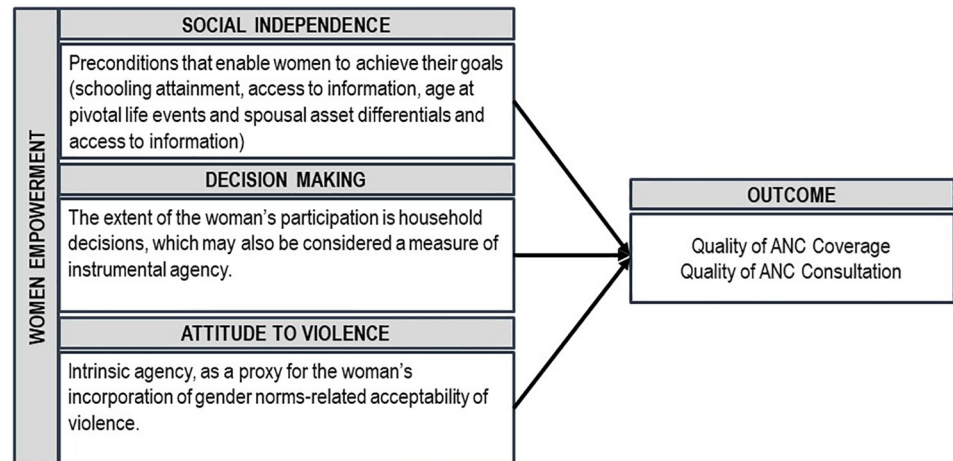 WOMEN EMPOWERMENT
SOCIAL INDEPENDENCE
Preconditions that enable women to achieve their goals
(schooling attainment, access to information, age at
pivotal life events and spousal asset differentials and
access to information)
DECISION MAKING
The extent of the woman's participation is household
decisions, which may also be considered a measure of
instrumental agency.
ATTITUDE TO VIOLENCE
Intrinsic agency, as a proxy for the woman's
incorporation of gender norms-related acceptability of
violence.
OUTCOME
Quality of ANC Coverage
Quality of ANC Consultation